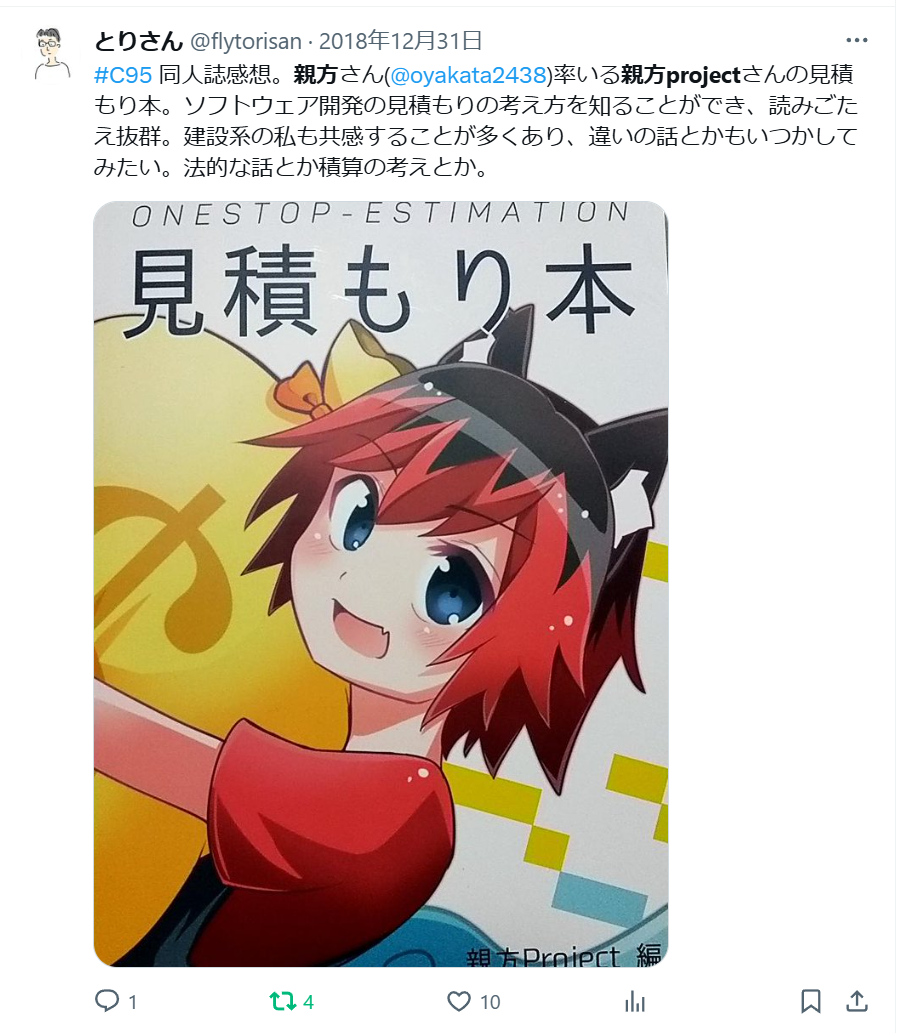 とりさん @flytorisan · 2018年12月31日
#C95 同人誌感想。親方さん(@oyakata2438)率いる親方projectさんの見積
もり本。ソフトウェア開発の見積もりの考え方を知ることができ、読みごた
え抜群。建設系の私も共感することが多くあり、違いの話とかもいつかして
みたい。法的な話とか積算の考えとか。
ONESTOP-ESTIMATION
見積もり本
親方Project 編
1 4 10